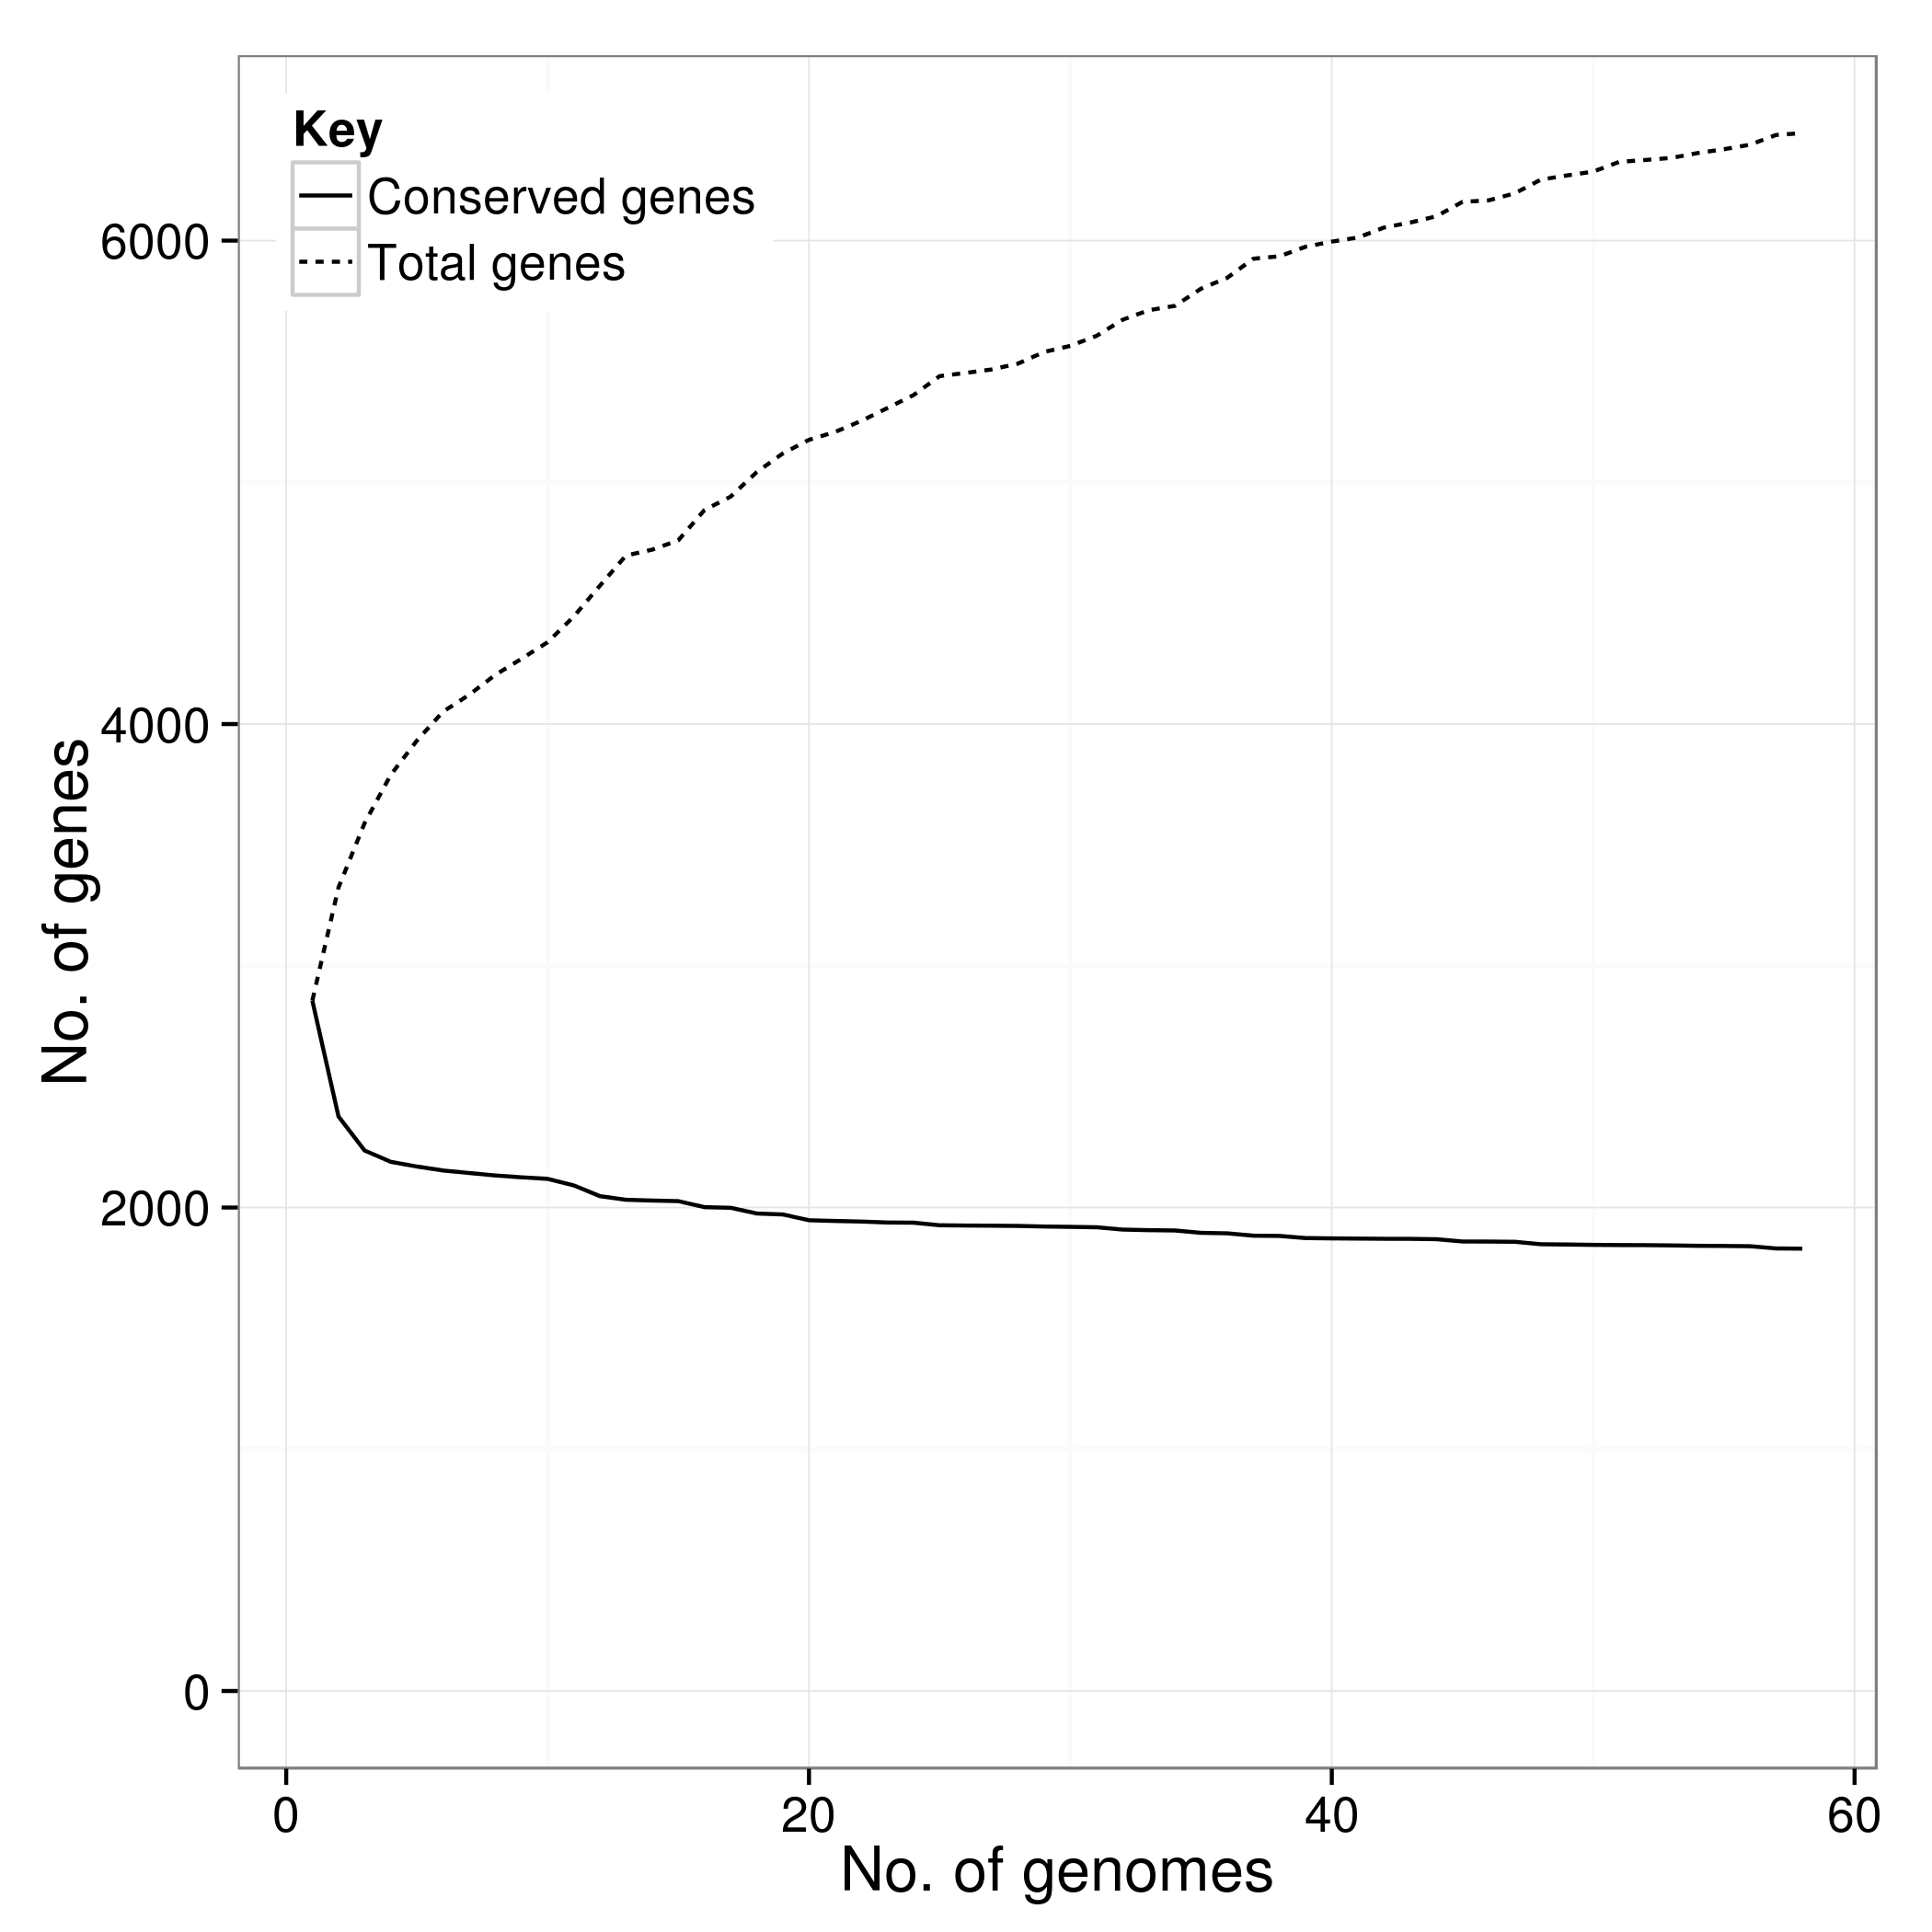 Key
Conserved genes
Total genes
6000
4000
2000
0
No. of genes
0 20 40 60
No. of genomes